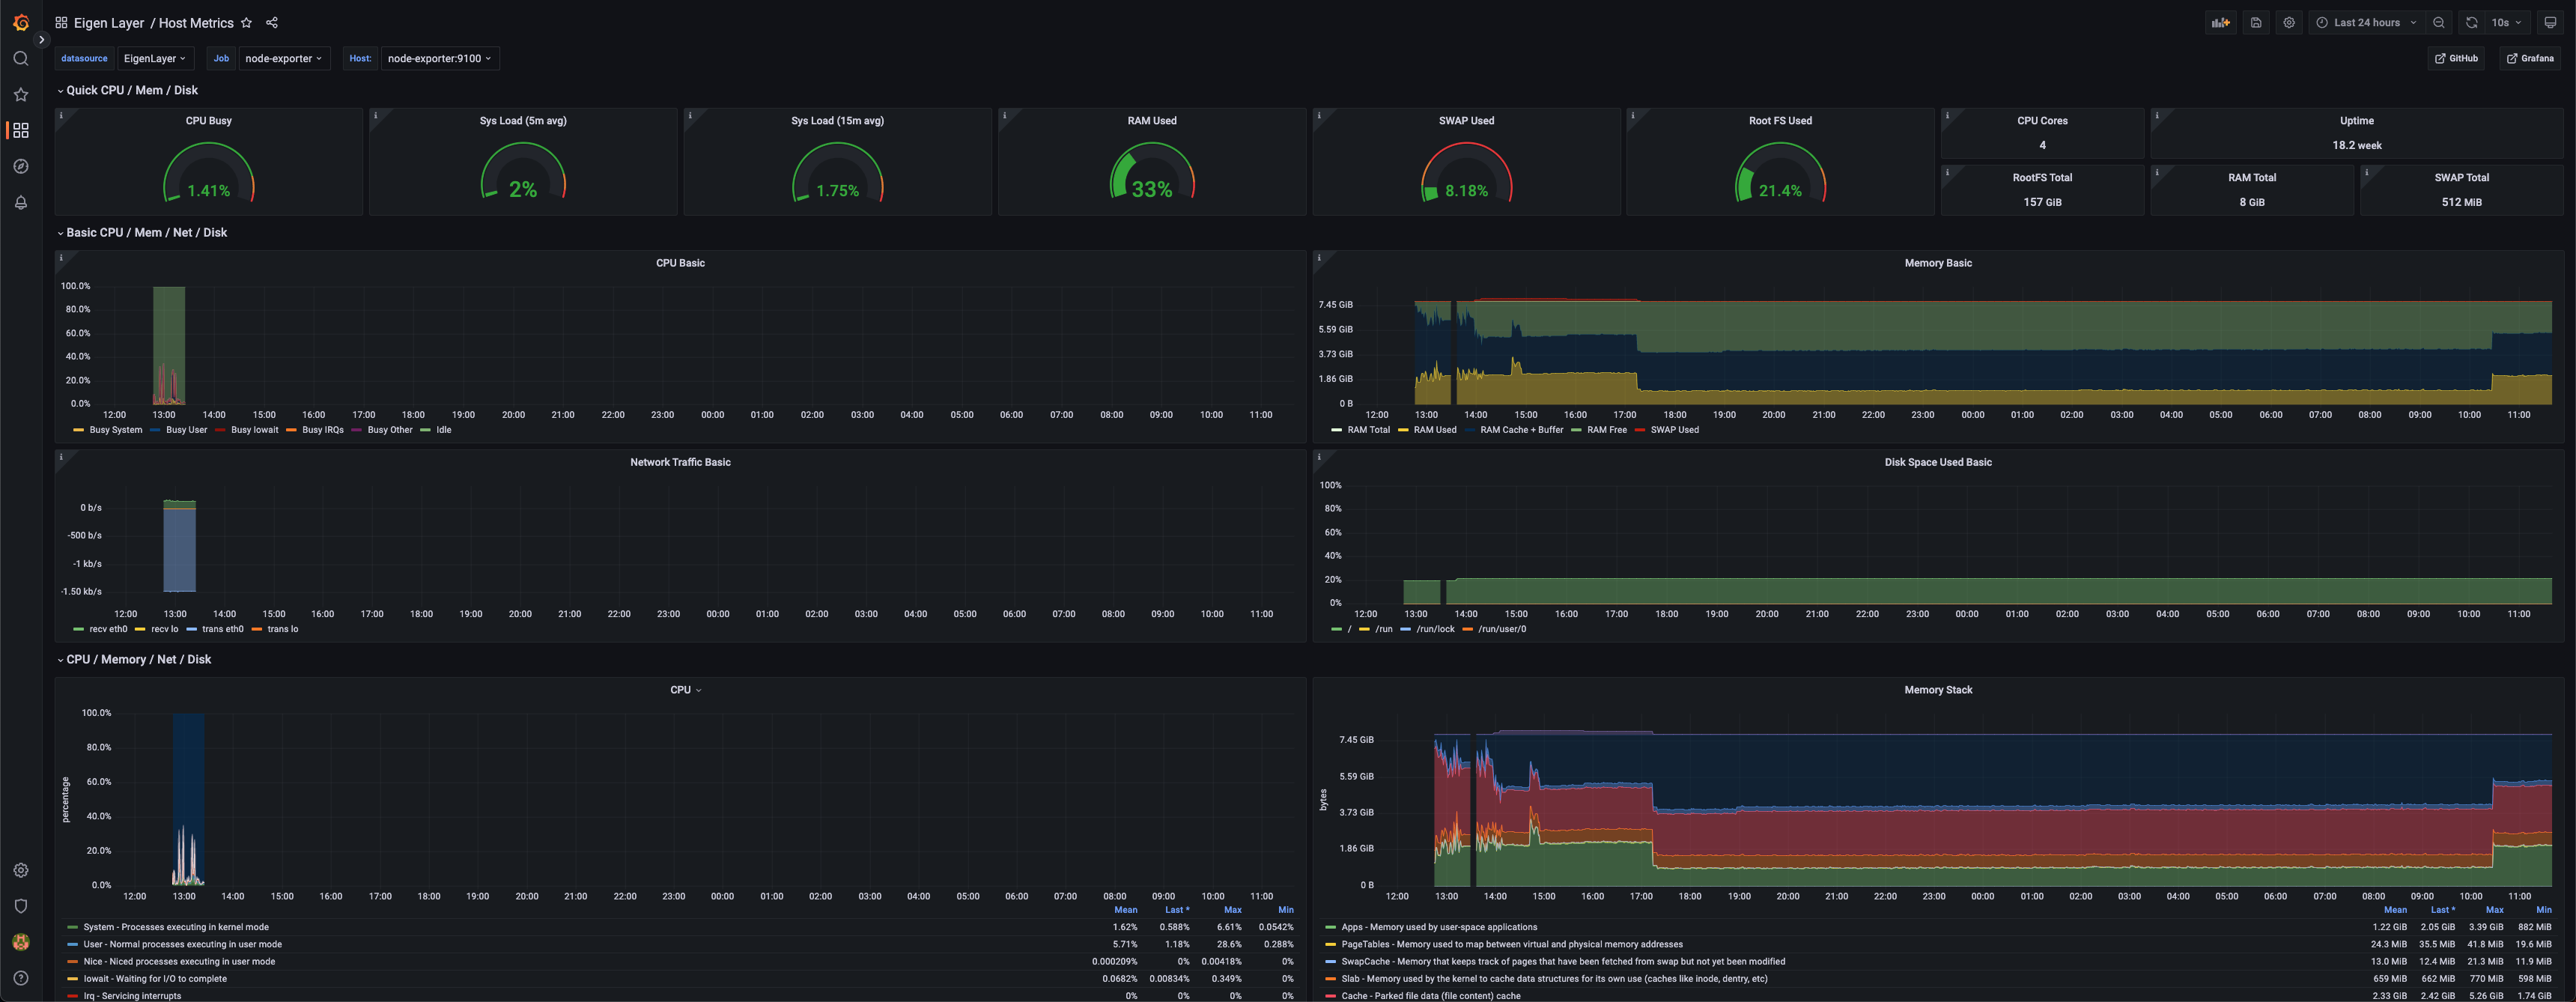 Eigen Layer / Host Metrics
Last 24 hours
10s
datasource EigenLayer Job node-exporter Host: node-exporter:9100
GitHub Grafana
Quick CPU / Mem / Disk
CPU Busy
1.41%
Sys Load (5m avg)
2%
Sys Load (15m avg)
1.75%
RAM Used
33%
SWAP Used
8.18%
Root FS Used
21.4%
CPU Cores
4
Uptime
18.2 week
RootFS Total
157 GiB
RAM Total
8 GiB
SWAP Total
512 MiB
Basic CPU / Mem / Net / Disk
CPU Basic
100.0%
80.0%
60.0%
40.0%
20.0%
0.0%
12:00 13:00 14:00 15:00 16:00 17:00 18:00 19:00 20:00 21:00 22:00 23:00 00:00 01:00 02:00 03:00 04:00 05:00 06:00 07:00 08:00 09:00 10:00 11:00
Busy System Busy User Busy Iowait Busy IRQs Busy Other Idle
Memory Basic
7.45 GiB
5.59 GiB
3.73 GiB
1.86 GiB
0 B
12:00 13:00 14:00 15:00 16:00 17:00 18:00 19:00 20:00 21:00 22:00 23:00 00:00 01:00 02:00 03:00 04:00 05:00 06:00 07:00 08:00 09:00 10:00 11:00
RAM Total RAM Used RAM Cache + Buffer RAM Free SWAP Used
Network Traffic Basic
0 b/s
-500 b/s
-1 kb/s
-1.50 kb/s
12:00 13:00 14:00 15:00 16:00 17:00 18:00 19:00 20:00 21:00 22:00 23:00 00:00 01:00 02:00 03:00 04:00 05:00 06:00 07:00 08:00 09:00 10:00 11:00
recv eth0 recv lo trans eth0 trans lo
Disk Space Used Basic
100%
80%
60%
40%
20%
0%
12:00 13:00 14:00 15:00 16:00 17:00 18:00 19:00 20:00 21:00 22:00 23:00 00:00 01:00 02:00 03:00 04:00 05:00 06:00 07:00 08:00 09:00 10:00 11:00
/ /run /run/lock /run/user/0
CPU / Memory / Net / Disk
CPU
percentage
100.0%
80.0%
60.0%
40.0%
20.0%
0.0%
12:00 13:00 14:00 15:00 16:00 17:00 18:00 19:00 20:00 21:00 22:00 23:00 00:00 01:00 02:00 03:00 04:00 05:00 06:00 07:00 08:00 09:00 10:00 11:00
Mean Last * Max Min
System - Processes executing in kernel mode 1.62% 0.588% 6.61% 0.0542%
User - Normal processes executing in user mode 5.71% 1.18% 28.6% 0.288%
Nice - Niced processes executing in user mode 0.000209% 0% 0.00418% 0%
Iowait - Waiting for I/O to complete 0.0682% 0.00834% 0.349% 0%
Irq - Servicing interrupts 0% 0% 0% 0%
Memory Stack
bytes
7.45 GiB
5.59 GiB
3.73 GiB
1.86 GiB
0 B
12:00 13:00 14:00 15:00 16:00 17:00 18:00 19:00 20:00 21:00 22:00 23:00 00:00 01:00 02:00 03:00 04:00 05:00 06:00 07:00 08:00 09:00 10:00 11:00
Mean Last * Max Min
Apps - Memory used by user-space applications 1.22 GiB 2.05 GiB 3.39 GiB 882 MiB
PageTables - Memory used to map between virtual and physical memory addresses 24.3 MiB 35.5 MiB 41.8 MiB 19.6 MiB
SwapCache - Memory that keeps track of pages that have been fetched from swap but not yet been modified 13.0 MiB 12.4 MiB 21.3 MiB 11.9 MiB
Slab - Memory used by the kernel to cache data structures for its own use (caches like inode, dentry, etc) 659 MiB 662 MiB 770 MiB 598 MiB
Cache - Parked file data (file content) cache 2.33 GiB 2.42 GiB 5.26 GiB 1.74 GiB